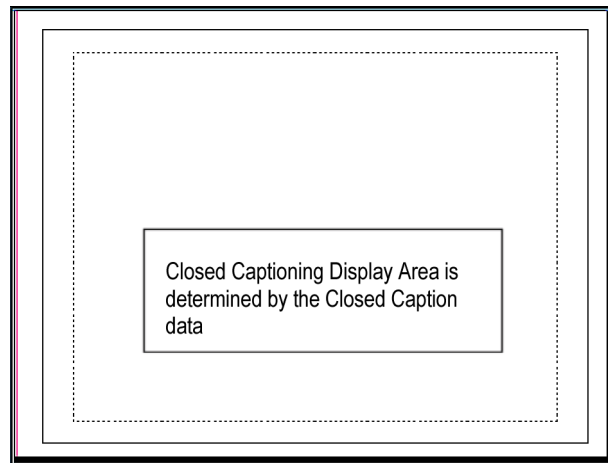 Closed Captioning Display Area is
determined by the Closed Caption
data